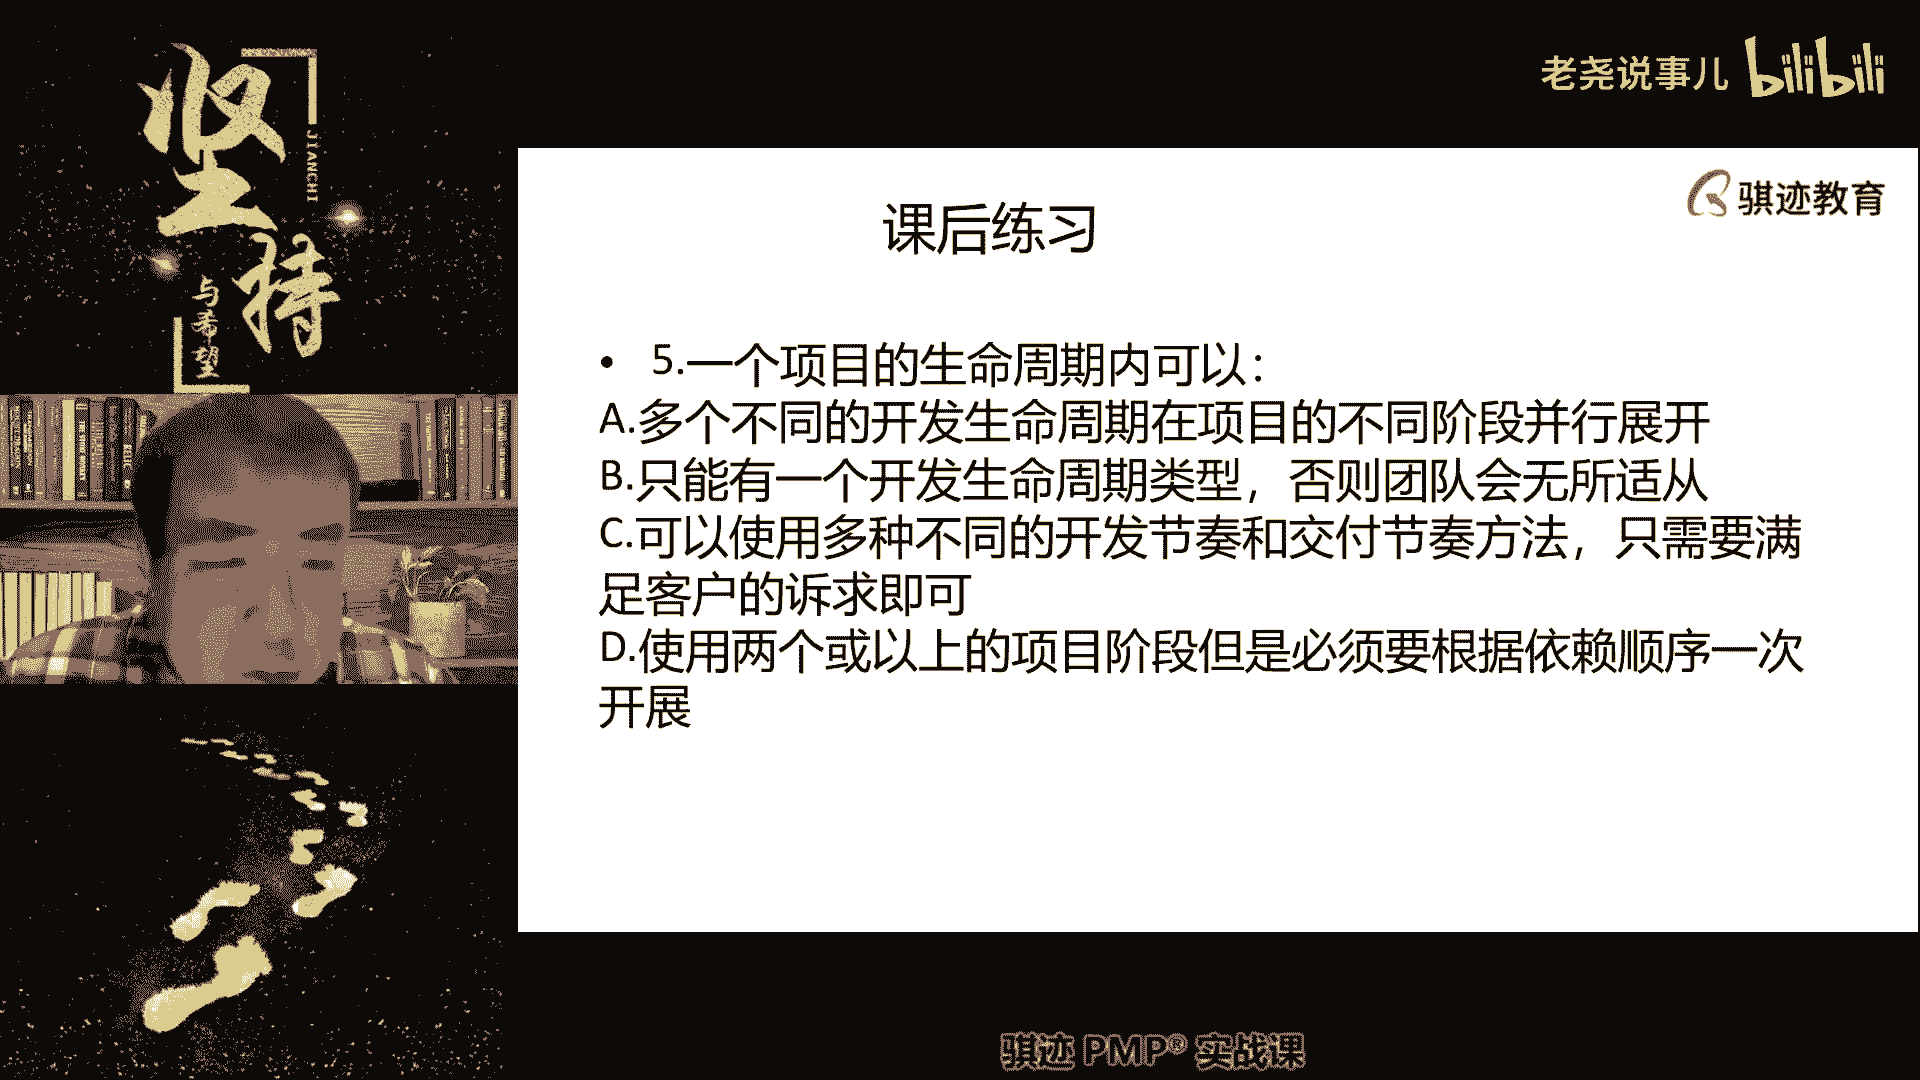 坚持
JIANCHI
与希望
老尧说事儿 bilibili
骐迹教育
课后练习
• 5.一个项目的生命周期内可以：
A.多个不同的开发生命周期在项目的不同阶段并行展开
B.只能有一个开发生命周期类型，否则团队会无所适从
C.可以使用多种不同的开发节奏和交付节奏方法，只需要满
足客户的诉求即可
D.使用两个或以上的项目阶段但是必须要根据依赖顺序一次
开展
骐迹 PMP® 实战课